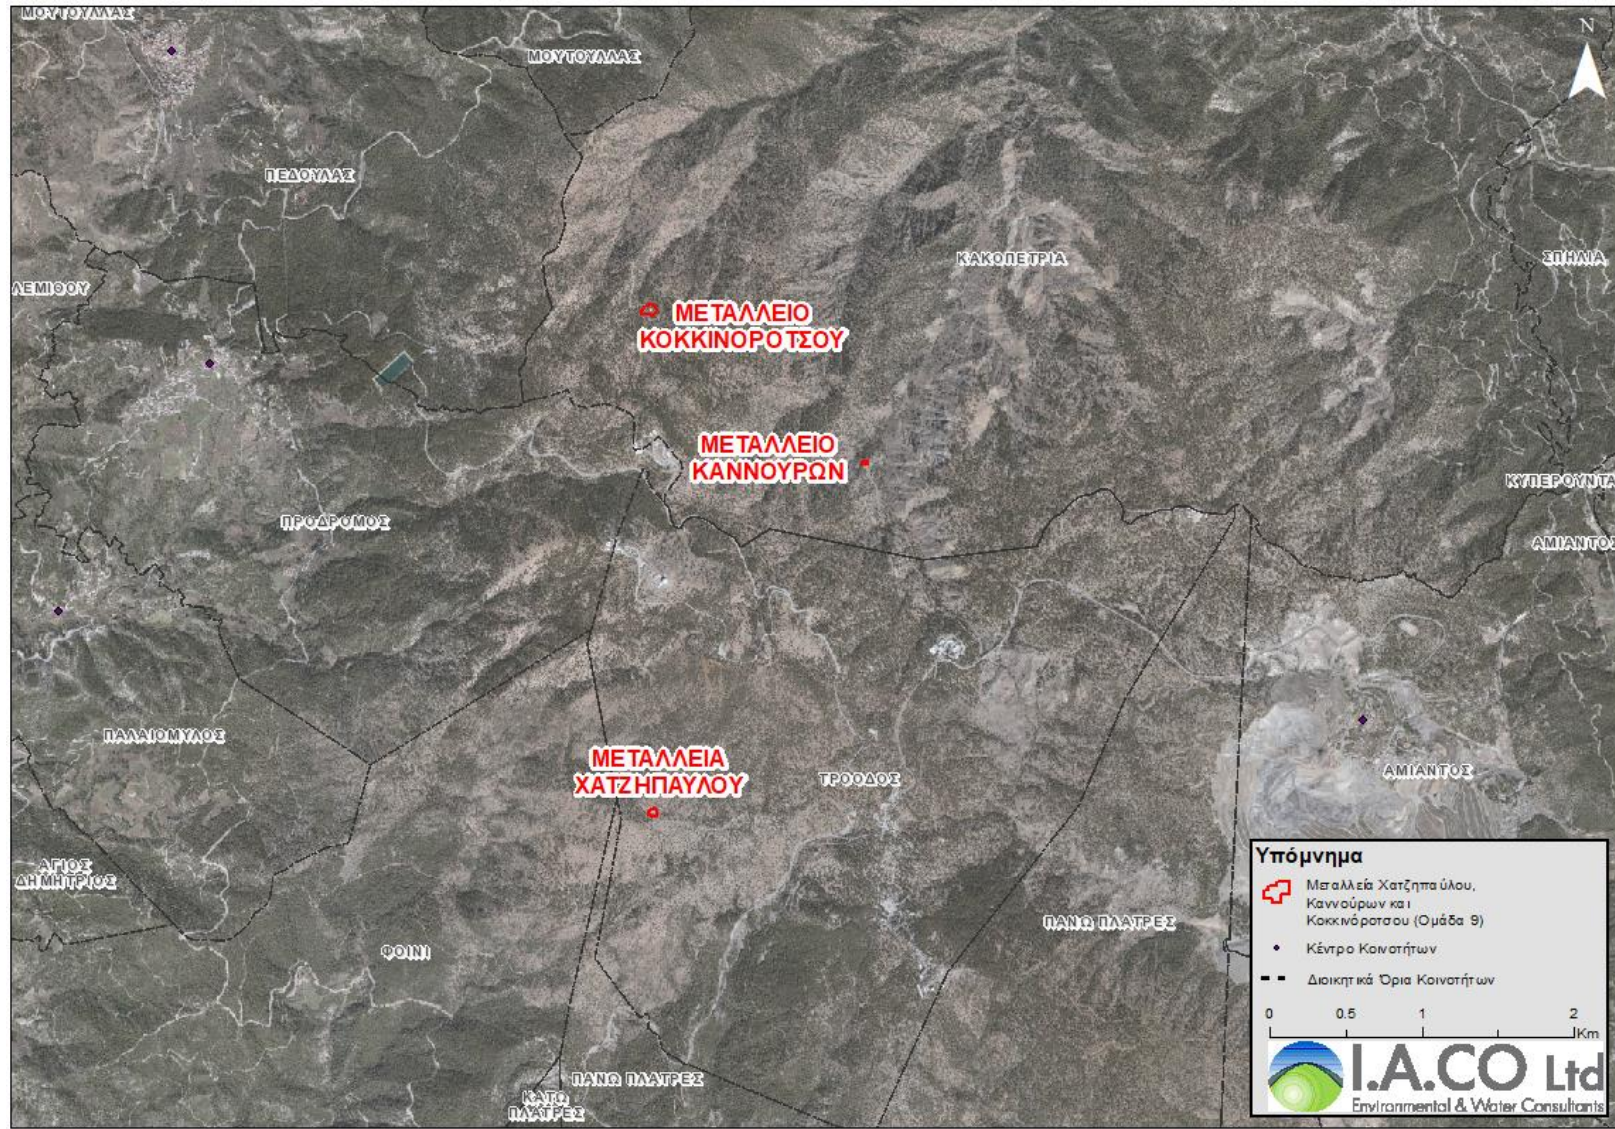 ΜΟΥΤΟΥΛΛΑΣ
ΜΟΥΤΟΥΛΛΑΣ
N
ΠΕΔΟΥΛΑΣ
ΚΑΚΟΠΕΤΡΙΑ
ΣΠΗΛΙΑ
ΛΕΜΙΘΟΥ
ΜΕΤΑΛΛΕΙΟ
ΚΟΚΚΙΝΟΡΟΤΣΟΥ
ΜΕΤΑΛΛΕΙΟ
ΚΑΝΝΟΥΡΩΝ
ΚΥΠΕΡΟΥΝΤΑ
ΠΡΟΔΡΟΜΟΣ
ΑΜΙΑΝΤΟΣ
ΠΑΛΑΙΟΜΥΛΟΣ
ΜΕΤΑΛΛΕΙΑ
ΧΑΤΖΗΠΑΥΛΟΥ
ΤΡΟΟΔΟΣ
ΑΜΙΑΝΤΟΣ
ΑΓΙΟΣ
ΔΗΜΗΤΡΙΟΣ
ΠΑΝΩ ΠΛΑΤΡΕΣ
ΦΟΙΝΙ
ΠΑΝΩ ΠΛΑΤΡΕΣ
ΚΑΤΩ
ΠΛΑΤΡΕΣ
Υπόμνημα
Μεταλλεία Χατζηπαύλου,
Καννούρων και
Κοκκινόροτσου (Ομάδα 9)
Κέντρο Κοινοτήτων
Διοικητικά Όρια Κοινοτήτων
0 0.5 1 2
Km
I.A.CO Ltd
Environmental & Water Consultants